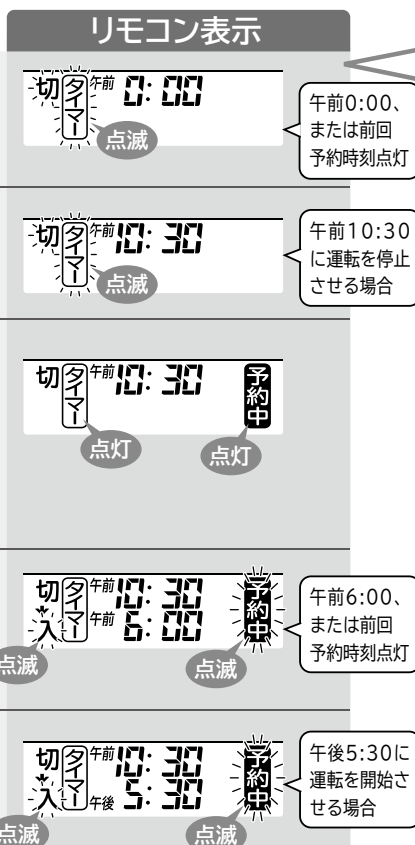 リモコン表示
切タイマー 午前 0:00
点滅
午前0:00、
または前回
予約時刻点灯
切タイマー 午前 10:30
点滅
午前10:30
に運転を停止
させる場合
切タイマー 午前 10:30 予約中
点灯
点灯
切タイマー 午前 10:30 予約中
入 午前 6:00
点滅
点滅
午前6:00、
または前回
予約時刻点灯
切タイマー 午前 10:30 予約中
入 午後 5:30
点滅
点滅
午後5:30に
運転を開始さ
せる場合